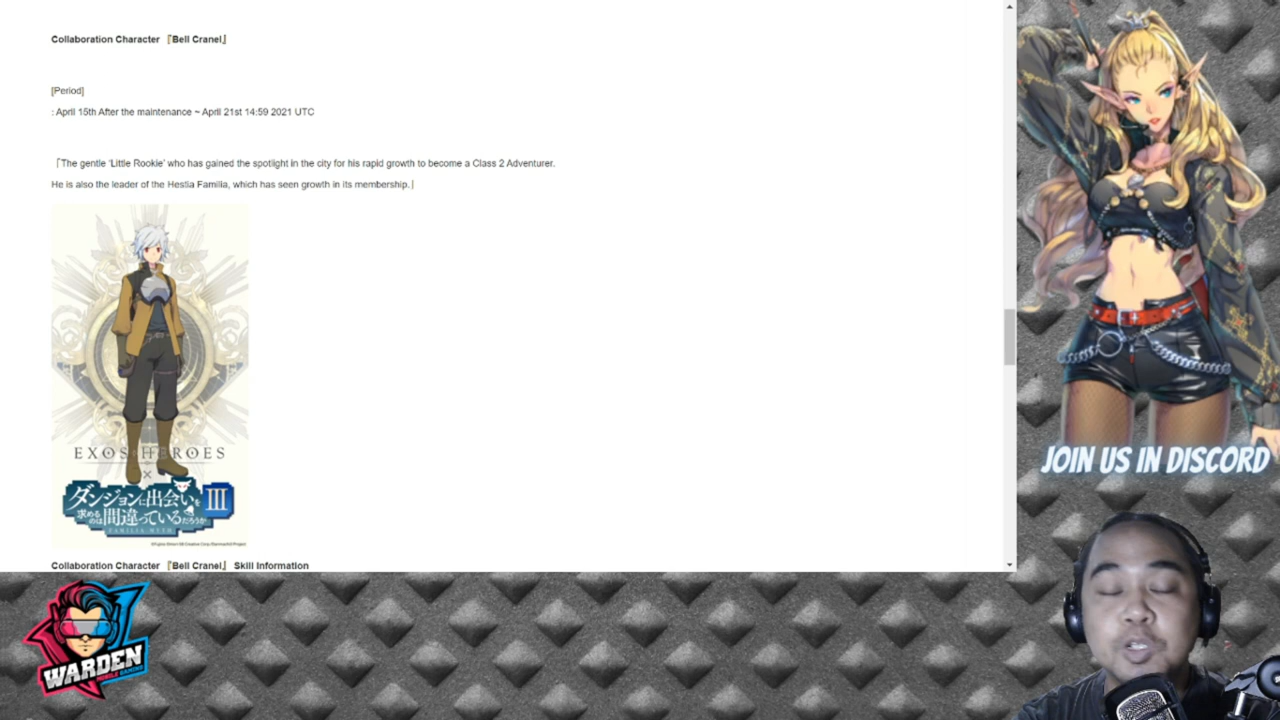 Collaboration Character 『Bell Cranel』
[Period]
: April 15th After the maintenance ~ April 21st 14:59 2021 UTC
「The gentle 'Little Rookie' who has gained the spotlight in the city for his rapid growth to become a Class 2 Adventurer.
He is also the leader of the Hestia Familia, which has seen growth in its membership.」
EXOS HEROES
×
ダンジョンに出会いを
求めるのは間違っているだろうか
III
FAMILIA MYTH
Collaboration Character 『Bell Cranel』 Skill Information
JOIN US IN DISCORD
WARDEN
MOBILE GAMING